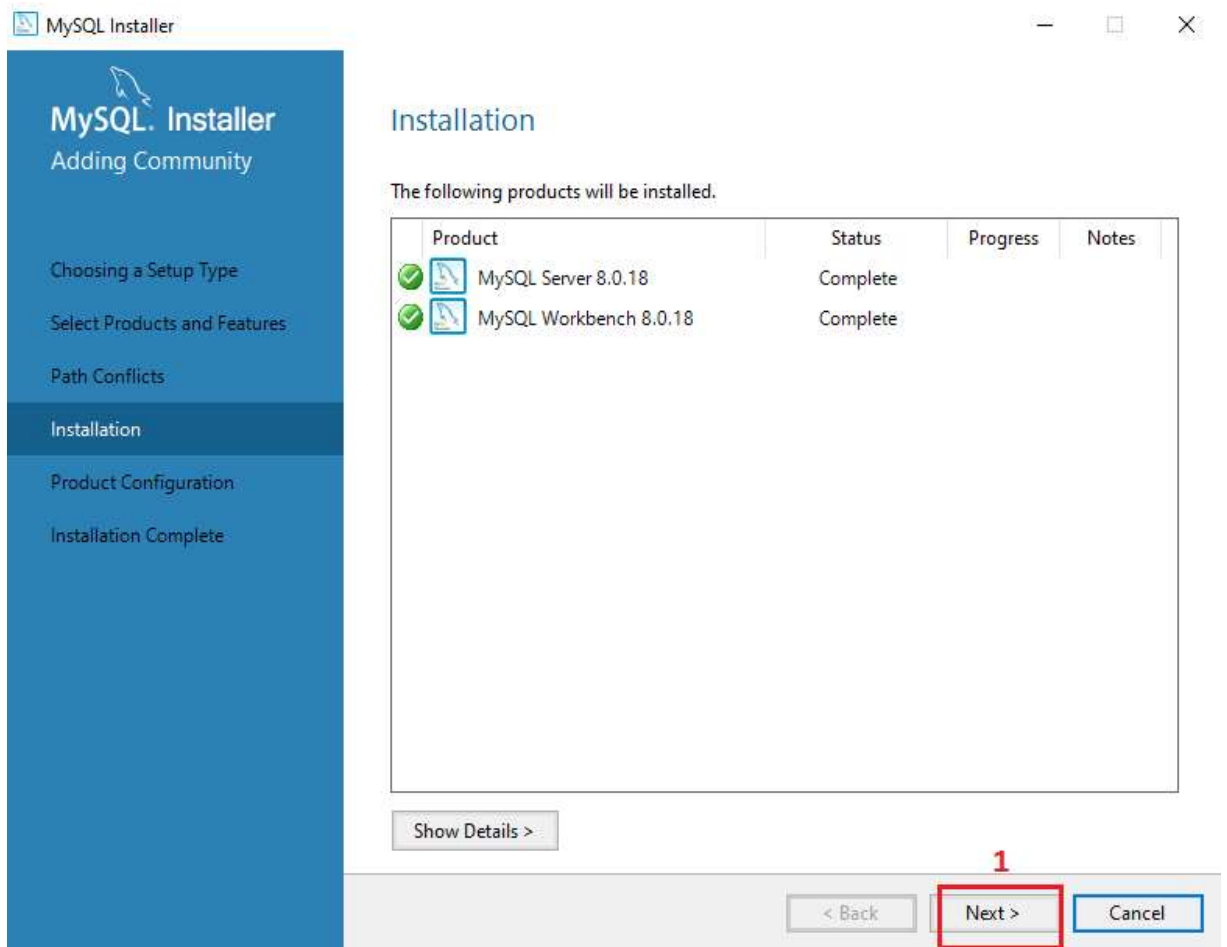 MySQL Installer
MySQL. Installer
Adding Community
Choosing a Setup Type
Select Products and Features
Path Conflicts
Installation
Product Configuration
Installation Complete
Installation
The following products will be installed.
Product Status Progress Notes
MySQL Server 8.0.18 Complete
MySQL Workbench 8.0.18 Complete
Show Details >
1
< Back Next > Cancel